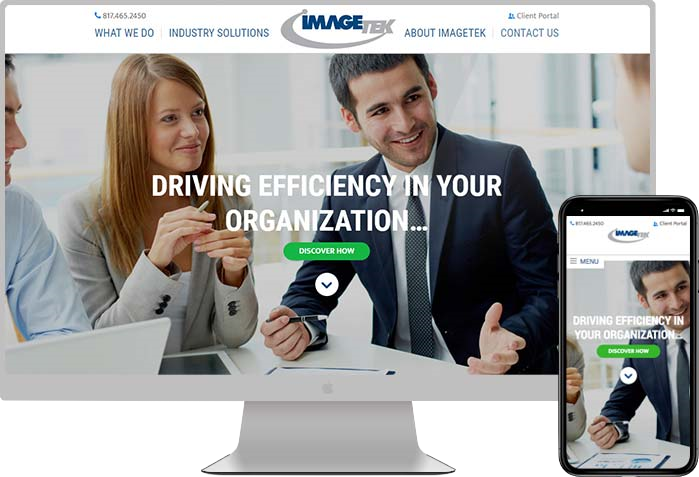 817.465.2450
Client Portal
WHAT WE DO
INDUSTRY SOLUTIONS
IMAGETEK
ABOUT IMAGETEK
CONTACT US
DRIVING EFFICIENCY IN YOUR
ORGANIZATION...
DISCOVER HOW
817.465.2450
Client Portal
IMAGETEK
MENU
DRIVING EFFICIENCY IN
YOUR ORGANIZATION...
DISCOVER HOW